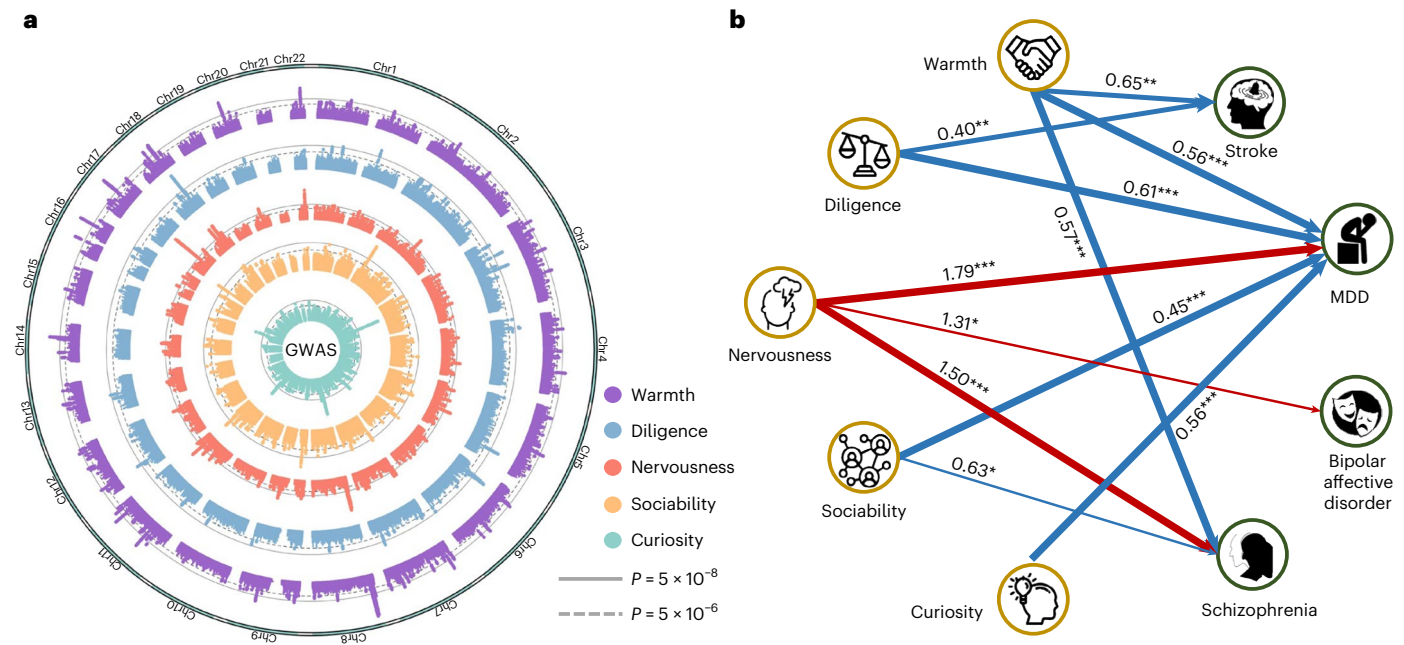 a
Chr1
Chr2
Chr3
Chr4
Chr5
Chr6
Chr7
Chr8
Chr9
Chr10
Chr11
Chr12
Chr13
Chr14
Chr15
Chr16
Chr17
Chr18
Chr19
Chr20
Chr21
Chr22
GWAS
Warmth
Diligence
Nervousness
Sociability
Curiosity
P = 5 × 10⁻⁸
P = 5 × 10⁻⁶
b
Warmth
Diligence
Nervousness
Sociability
Curiosity
0.65**
0.40**
0.56***
0.61***
0.57***
1.79***
0.45***
1.31*
1.50***
0.56***
0.63*
Stroke
MDD
Bipolar
affective
disorder
Schizophrenia